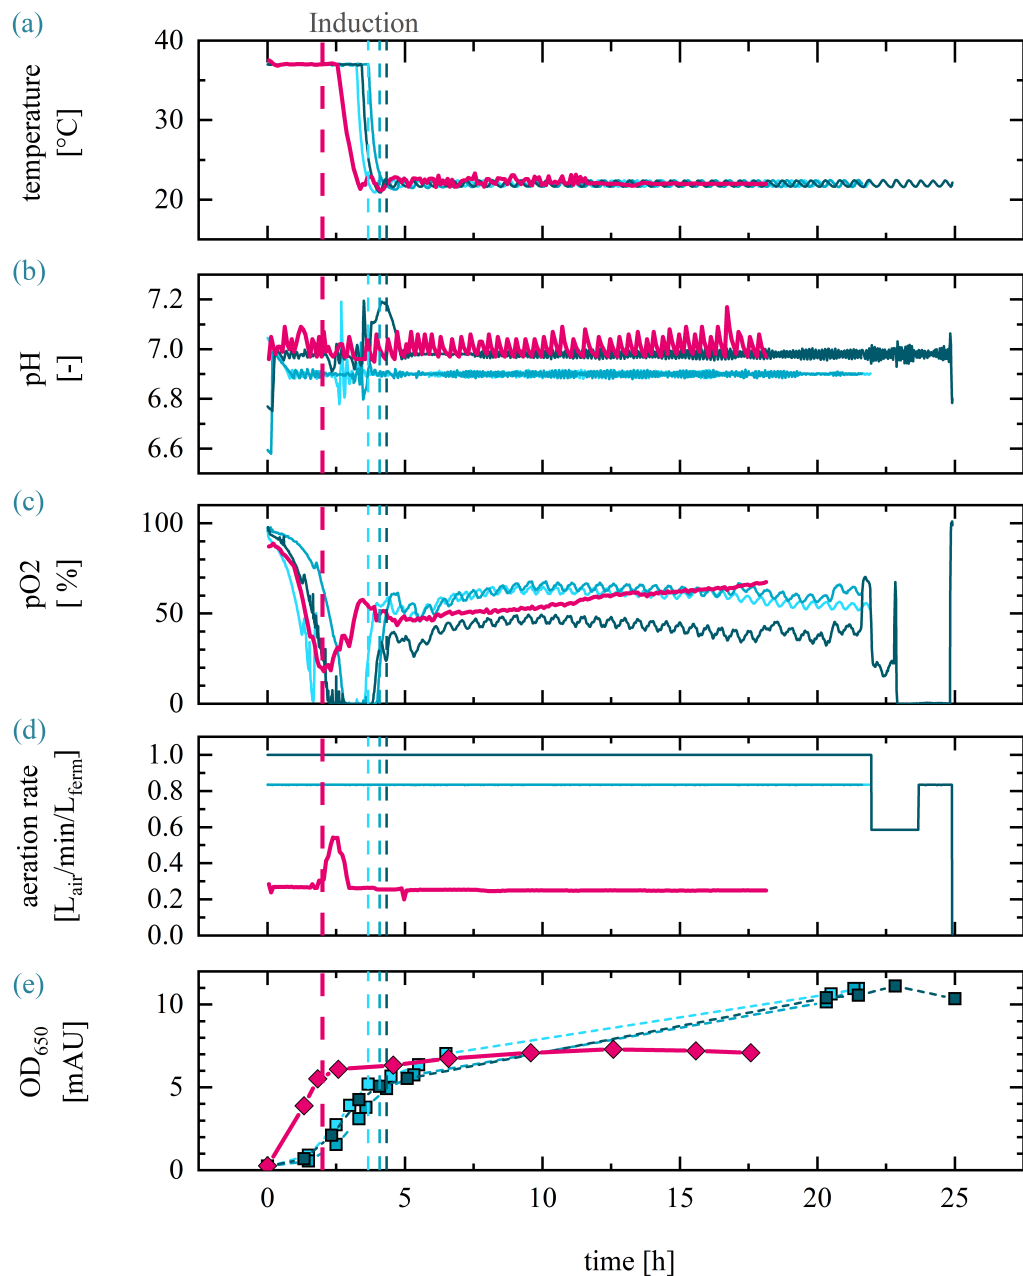 (a)
Induction
temperature
[°C]
40
30
20
(b)
pH
[-]
7.2
7.0
6.8
6.6
(c)
pO2
[ %]
100
50
0
(d)
aeration rate
[Lair/min/Lferm]
1.0
0.8
0.6
0.4
0.2
0.0
(e)
OD650
[mAU]
10
5
0
0 5 10 15 20 25
time [h]